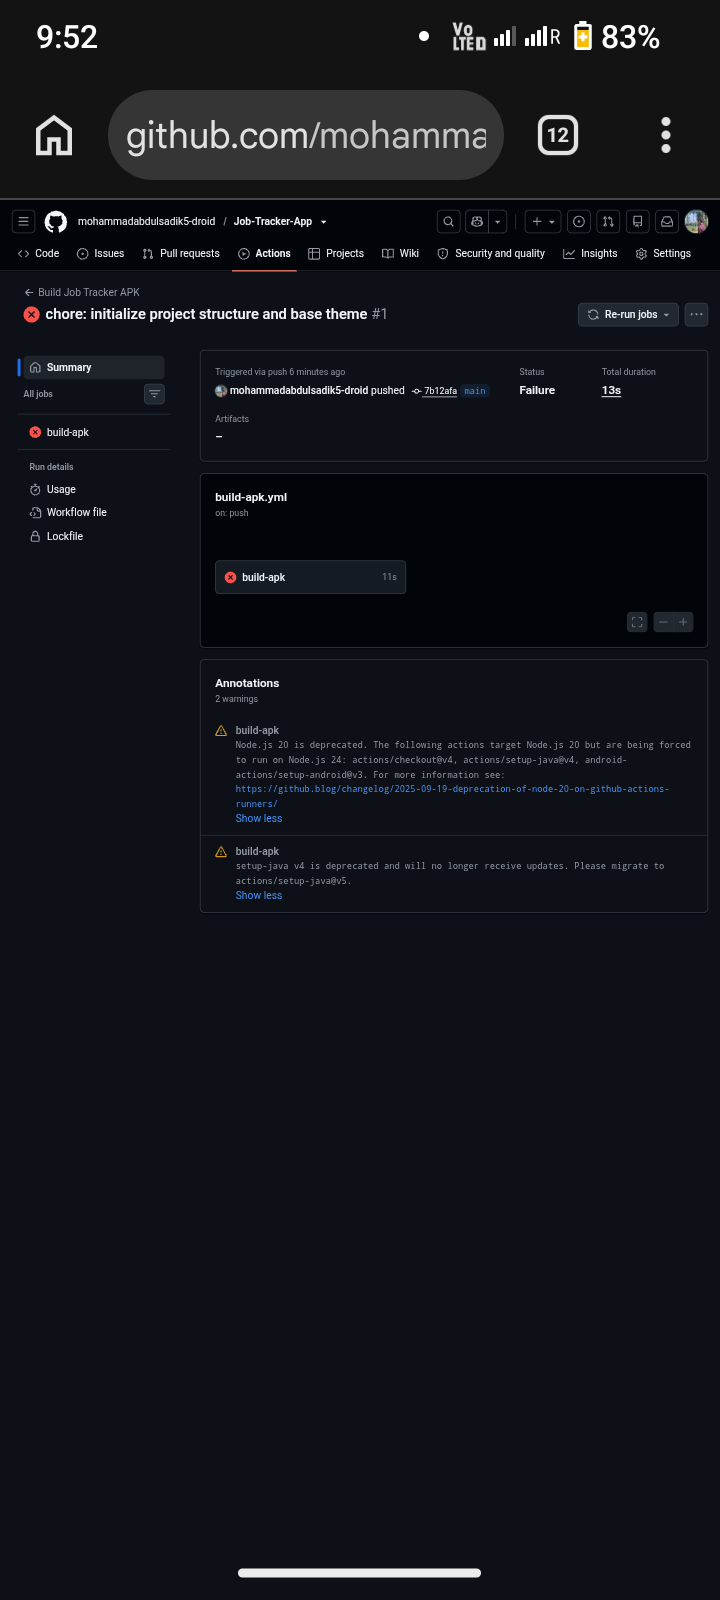 9:52
Vo LTED R 83%
github.com/mohamma
12
mohammadabdulsadik5-droid / Job-Tracker-App
Code Issues Pull requests Actions Projects Wiki Security and quality Insights Settings
← Build Job Tracker APK
chore: initialize project structure and base theme #1
Re-run jobs
Summary
All jobs
build-apk
Run details
Usage
Workflow file
Lockfile
Triggered via push 6 minutes ago
mohammadabdulsadik5-droid pushed 7b12afa main
Status
Failure
Total duration
13s
Artifacts
–
build-apk.yml
on: push
build-apk 11s
Annotations
2 warnings
build-apk
Node.js 20 is deprecated. The following actions target Node.js 20 but are being forced
to run on Node.js 24: actions/checkout@v4, actions/setup-java@v4, android-
actions/setup-android@v3. For more information see:
https://github.blog/changelog/2025-09-19-deprecation-of-node-20-on-github-actions-
runners/
Show less
build-apk
setup-java v4 is deprecated and will no longer receive updates. Please migrate to
actions/setup-java@v5.
Show less